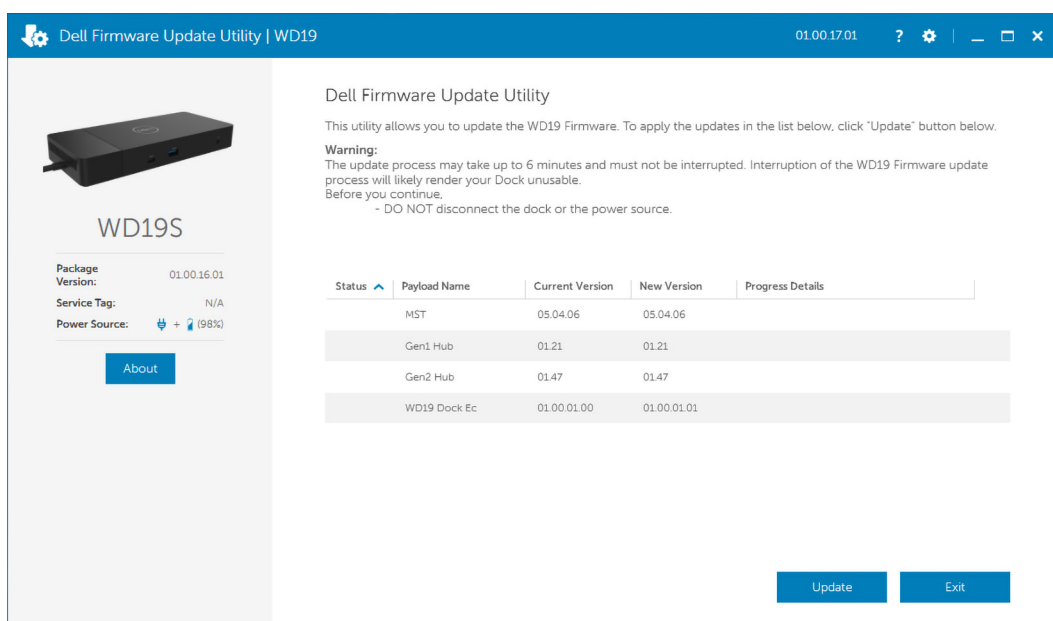 Dell Firmware Update Utility | WD19
01.00.17.01
?
WD19S
Package Version: 01.00.16.01
Service Tag: N/A
Power Source: + (98%)
About
Dell Firmware Update Utility
This utility allows you to update the WD19 Firmware. To apply the updates in the list below, click "Update" button below.
Warning:
The update process may take up to 6 minutes and must not be interrupted. Interruption of the WD19 Firmware update
process will likely render your Dock unusable.
Before you continue,
- DO NOT disconnect the dock or the power source.
Status Payload Name Current Version New Version Progress Details
MST 05.04.06 05.04.06
Gen1 Hub 01.21 01.21
Gen2 Hub 01.47 01.47
WD19 Dock Ec 01.00.01.00 01.00.01.01
Update Exit